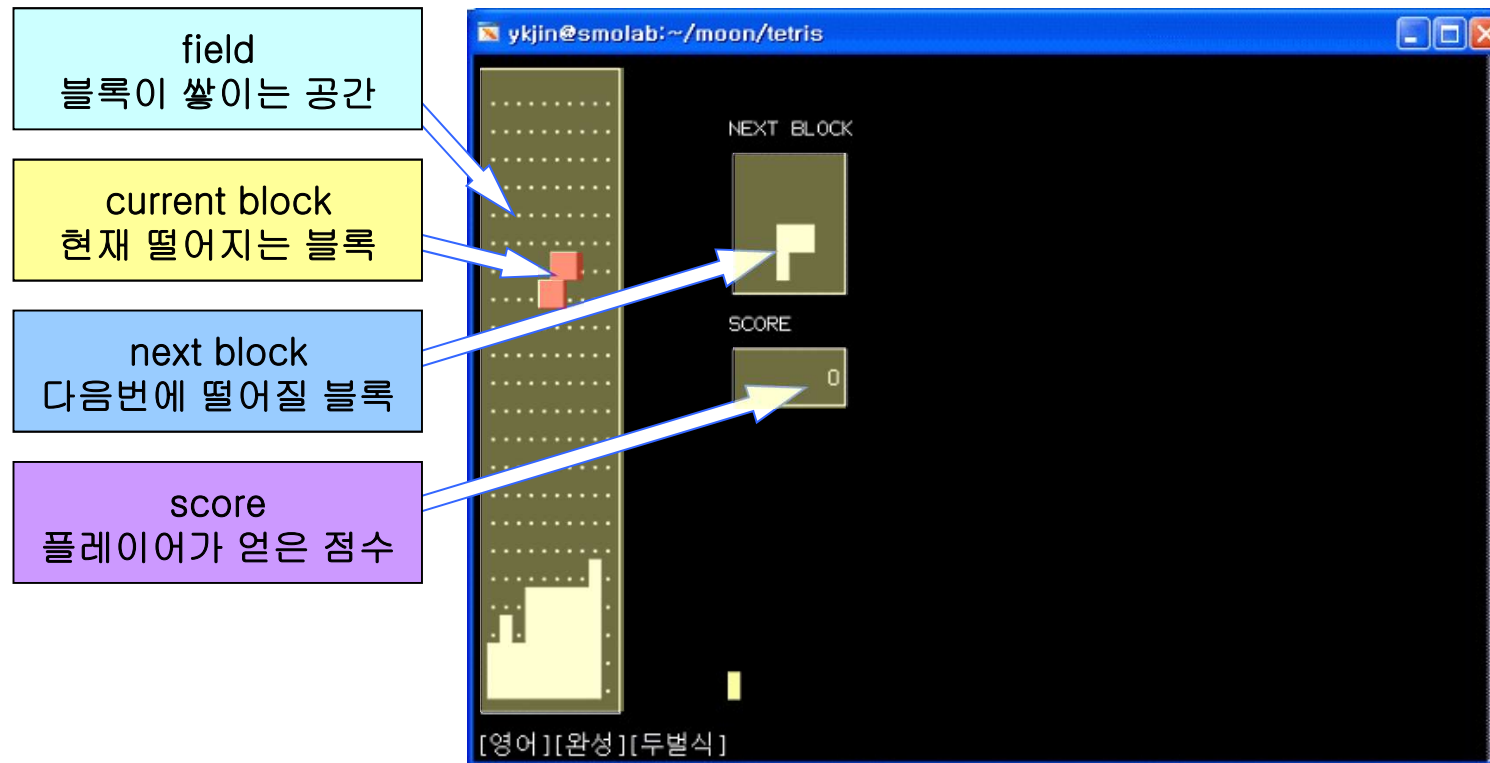 field
블록이 쌓이는 공간
current block
현재 떨어지는 블록
next block
다음번에 떨어질 블록
score
플레이어가 얻은 점수
ykjin@smolab:~/moon/tetris
NEXT BLOCK
SCORE
0
[영어][완성][두벌식]